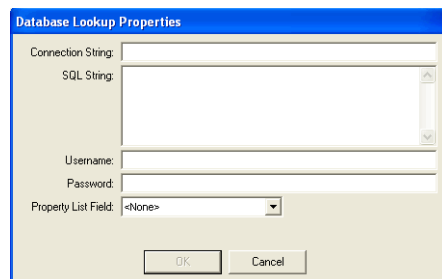 Database Lookup Properties
Connection String:
SQL String:
Username:
Password:
Property List Field: <None>
OK Cancel